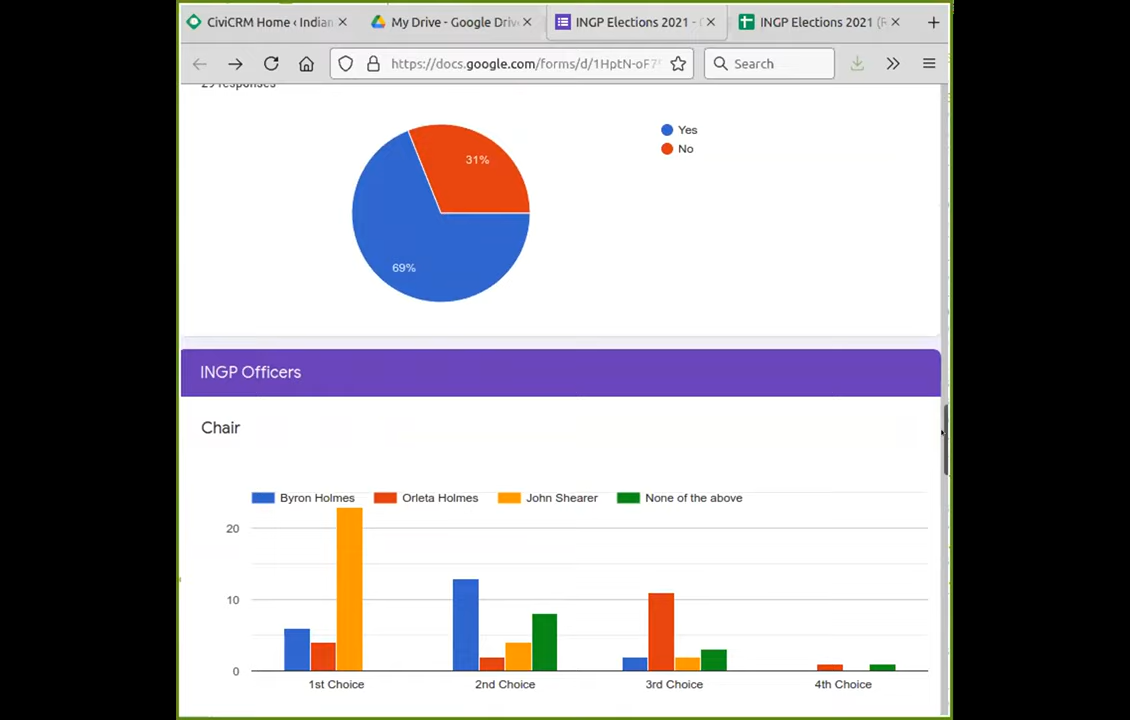 CiviCRM Home ‹ Indian
My Drive - Google Driv
INGP Elections 2021 -
INGP Elections 2021 (R
https://docs.google.com/forms/d/1HptN-oF7
Search
29 responses
Yes
No
31%
69%
INGP Officers
Chair
Byron Holmes Orleta Holmes John Shearer None of the above
20
10
0
1st Choice 2nd Choice 3rd Choice 4th Choice